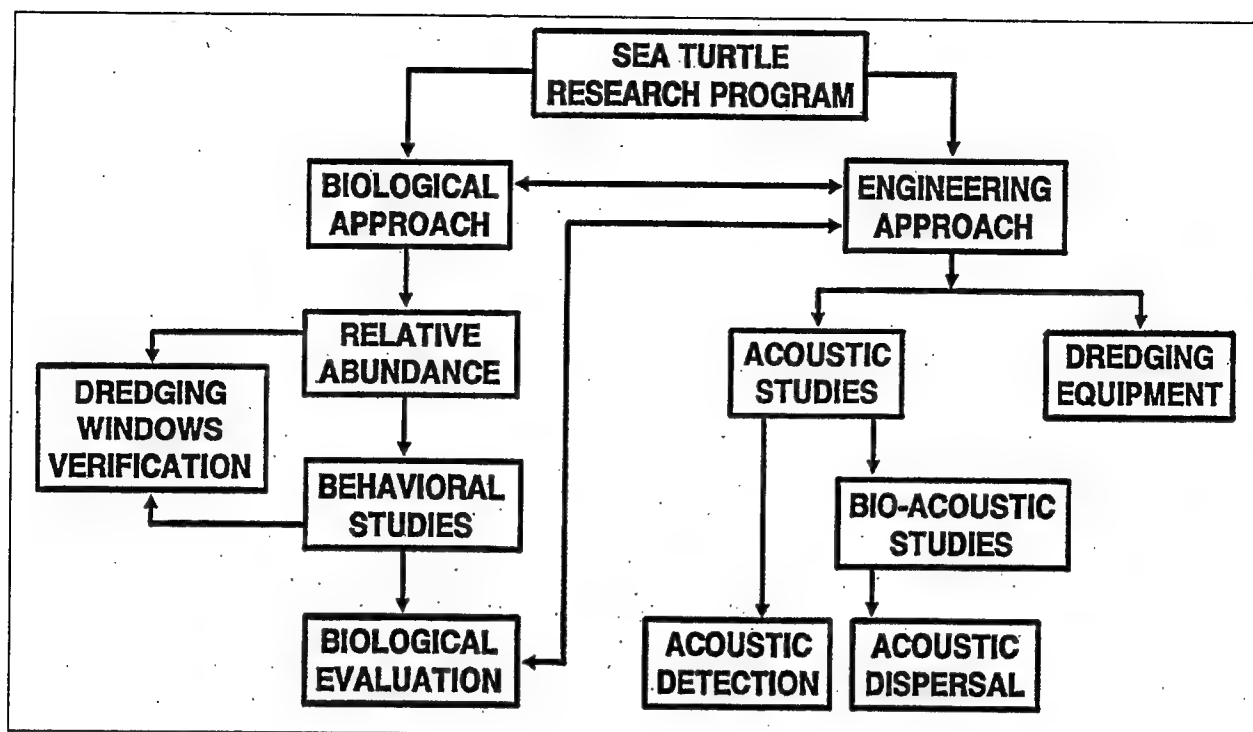 SEA TURTLE
RESEARCH PROGRAM
BIOLOGICAL
APPROACH
ENGINEERING
APPROACH
RELATIVE
ABUNDANCE
DREDGING
WINDOWS
VERIFICATION
BEHAVIORAL
STUDIES
BIOLOGICAL
EVALUATION
ACOUSTIC
STUDIES
DREDGING
EQUIPMENT
BIO-ACOUSTIC
STUDIES
ACOUSTIC
DETECTION
ACOUSTIC
DISPERSAL